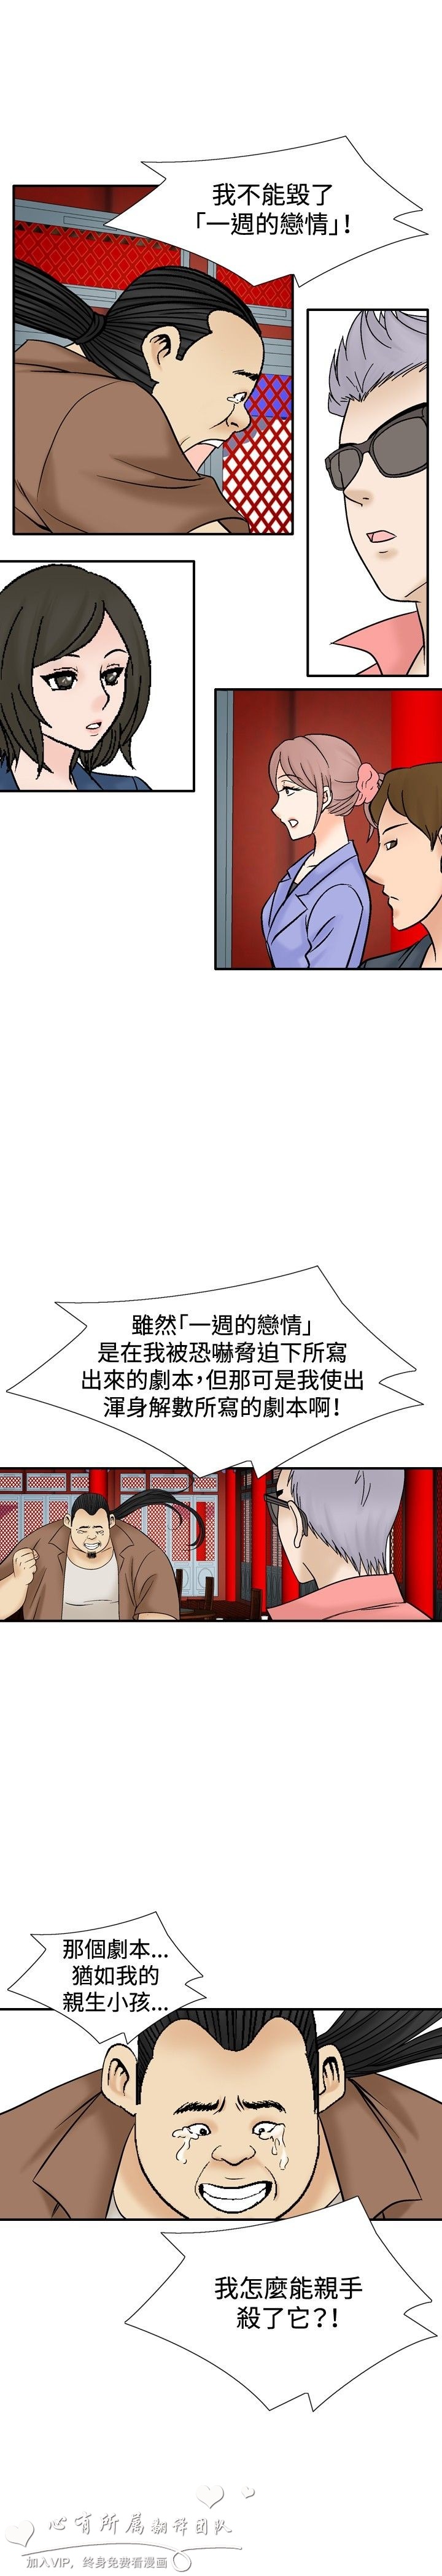 我不能毀了
「一週的戀情」！
雖然「一週的戀情」
是在我被恐嚇脅迫下所寫
出來的劇本，但那可是我使出
渾身解數所寫的劇本啊！
那個劇本…
猶如我的
親生小孩…
我怎麼能親手
殺了它？！
心有所属翻译团队
加入VIP，终身免费看漫画